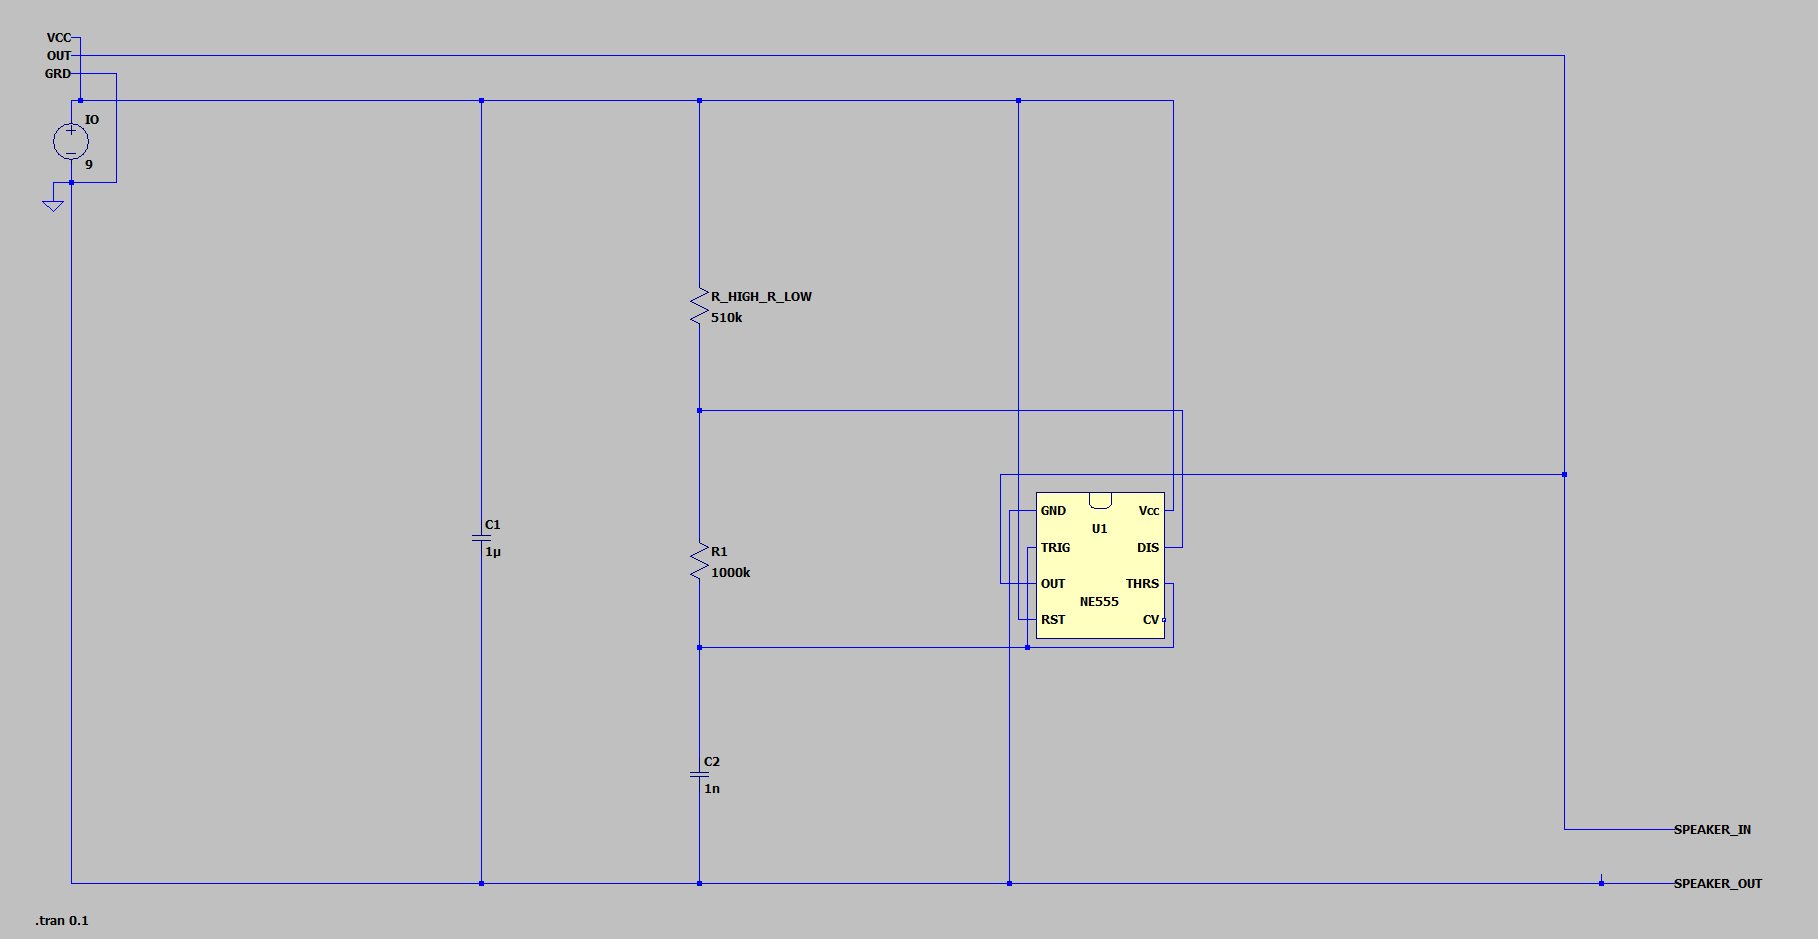 VCC
OUT
GRD
IO
9
R_HIGH_R_LOW
510k
C1
1µ
R1
1000k
GND
Vcc
U1
TRIG
DIS
OUT
THRS
NE555
RST
CV
C2
1n
SPEAKER_IN
SPEAKER_OUT
.tran 0.1